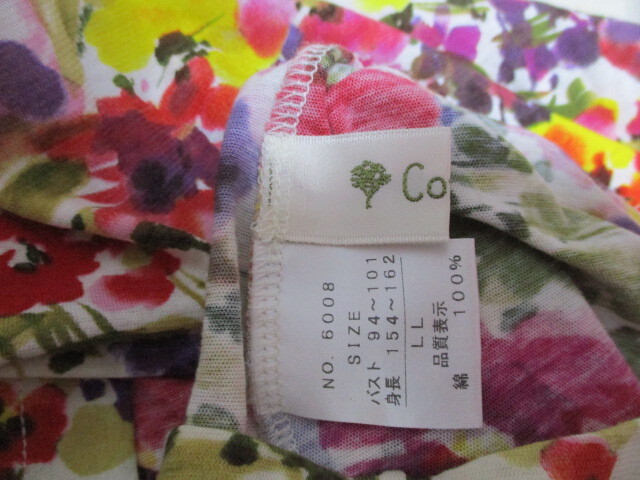 Co
NO. 6008
SIZE
バスト 94～101
身長 154～162
LL
品質表示
綿 100%